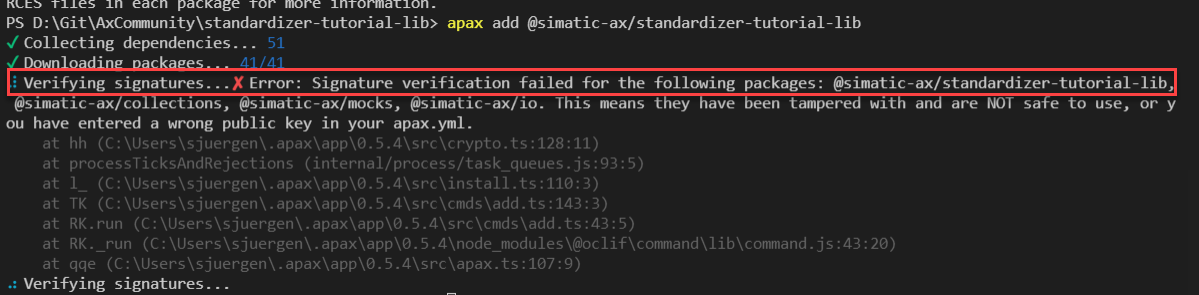 RCES files in each package for more information.
PS D:\Git\AxCommunity\standardizer-tutorial-lib> apax add @simatic-ax/standardizer-tutorial-lib
✓ Collecting dependencies... 51
✓ Downloading packages... 41/41
⠸ Verifying signatures...✗ Error: Signature verification failed for the following packages: @simatic-ax/standardizer-tutorial-lib,
@simatic-ax/collections, @simatic-ax/mocks, @simatic-ax/io. This means they have been tampered with and are NOT safe to use, or y
ou have entered a wrong public key in your apax.yml.
at hh (C:\Users\sjuergen\.apax\app\0.5.4\src\crypto.ts:128:11)
at processTicksAndRejections (internal/process/task_queues.js:93:5)
at l_ (C:\Users\sjuergen\.apax\app\0.5.4\src\install.ts:110:3)
at TK (C:\Users\sjuergen\.apax\app\0.5.4\src\cmds\add.ts:143:3)
at RK.run (C:\Users\sjuergen\.apax\app\0.5.4\src\cmds\add.ts:43:5)
at RK._run (C:\Users\sjuergen\.apax\app\0.5.4\node_modules\@oclif\command\lib\command.js:43:20)
at qqe (C:\Users\sjuergen\.apax\app\0.5.4\src\apax.ts:107:9)
⠴ Verifying signatures...